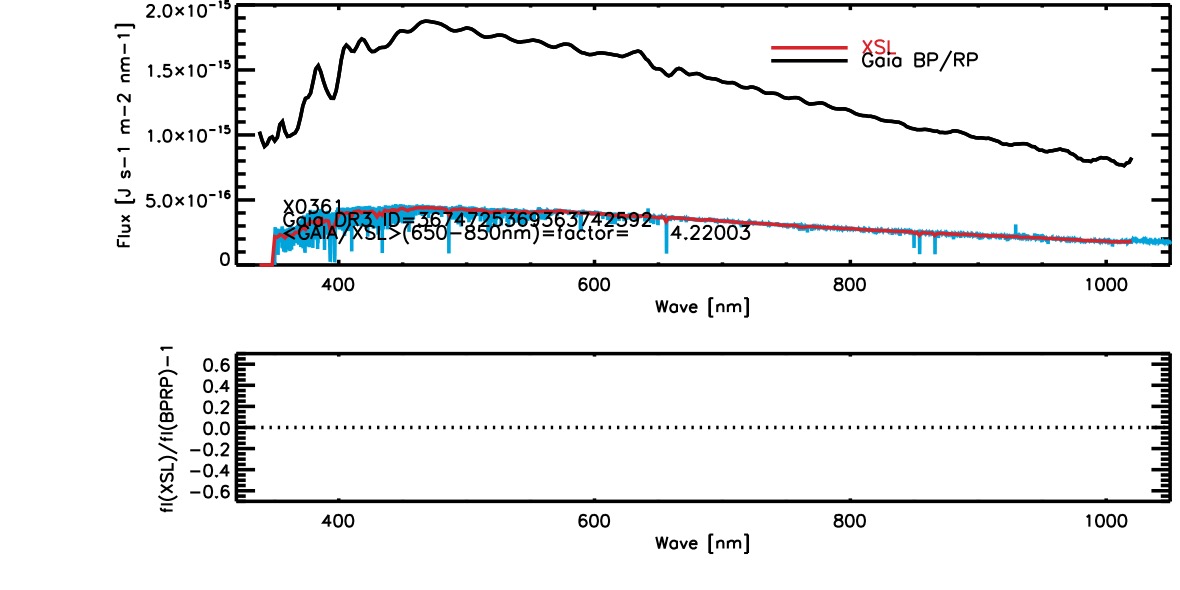 2.0×10⁻¹⁵
1.5×10⁻¹⁵
1.0×10⁻¹⁵
5.0×10⁻¹⁶
0
Flux [J s−1 m−2 nm−1]
XSL
Gaia BP/RP
X0361
Gaia DR3 ID=3674725369363742592
<GAIA/XSL>(650−850nm)=factor= 4.22003
400 600 800 1000
Wave [nm]
0.6
0.4
0.2
0.0
−0.2
−0.4
−0.6
fl(XSL)/fl(BPRP)−1
400 600 800 1000
Wave [nm]